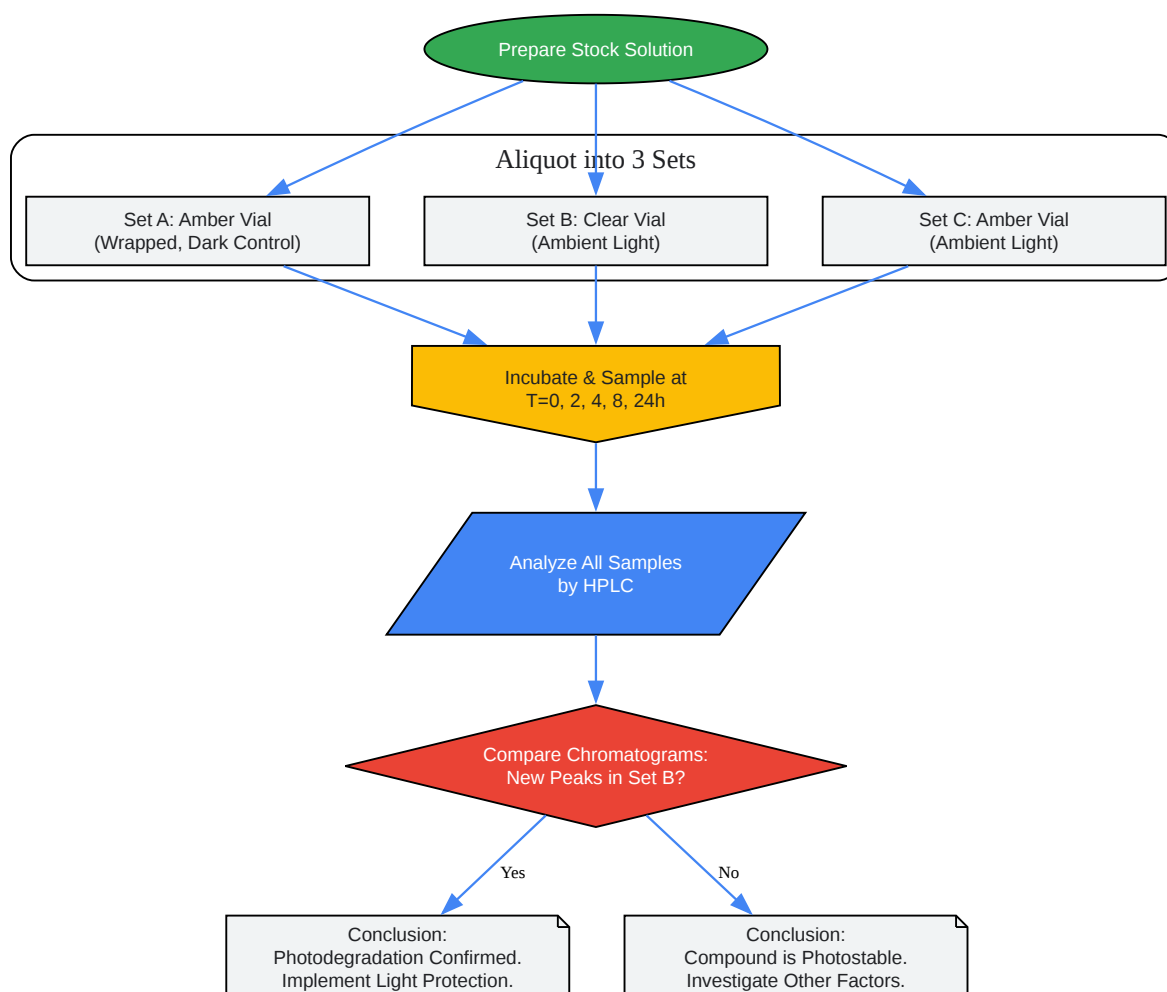 Prepare Stock Solution
Aliquot into 3 Sets
Set A: Amber Vial
(Wrapped, Dark Control)
Set B: Clear Vial
(Ambient Light)
Set C: Amber Vial
(Ambient Light)
Incubate & Sample at
T=0, 2, 4, 8, 24h
Analyze All Samples
by HPLC
Compare Chromatograms:
New Peaks in Set B?
Yes
No
Conclusion:
Photodegradation Confirmed.
Implement Light Protection.
Conclusion:
Compound is Photostable.
Investigate Other Factors.